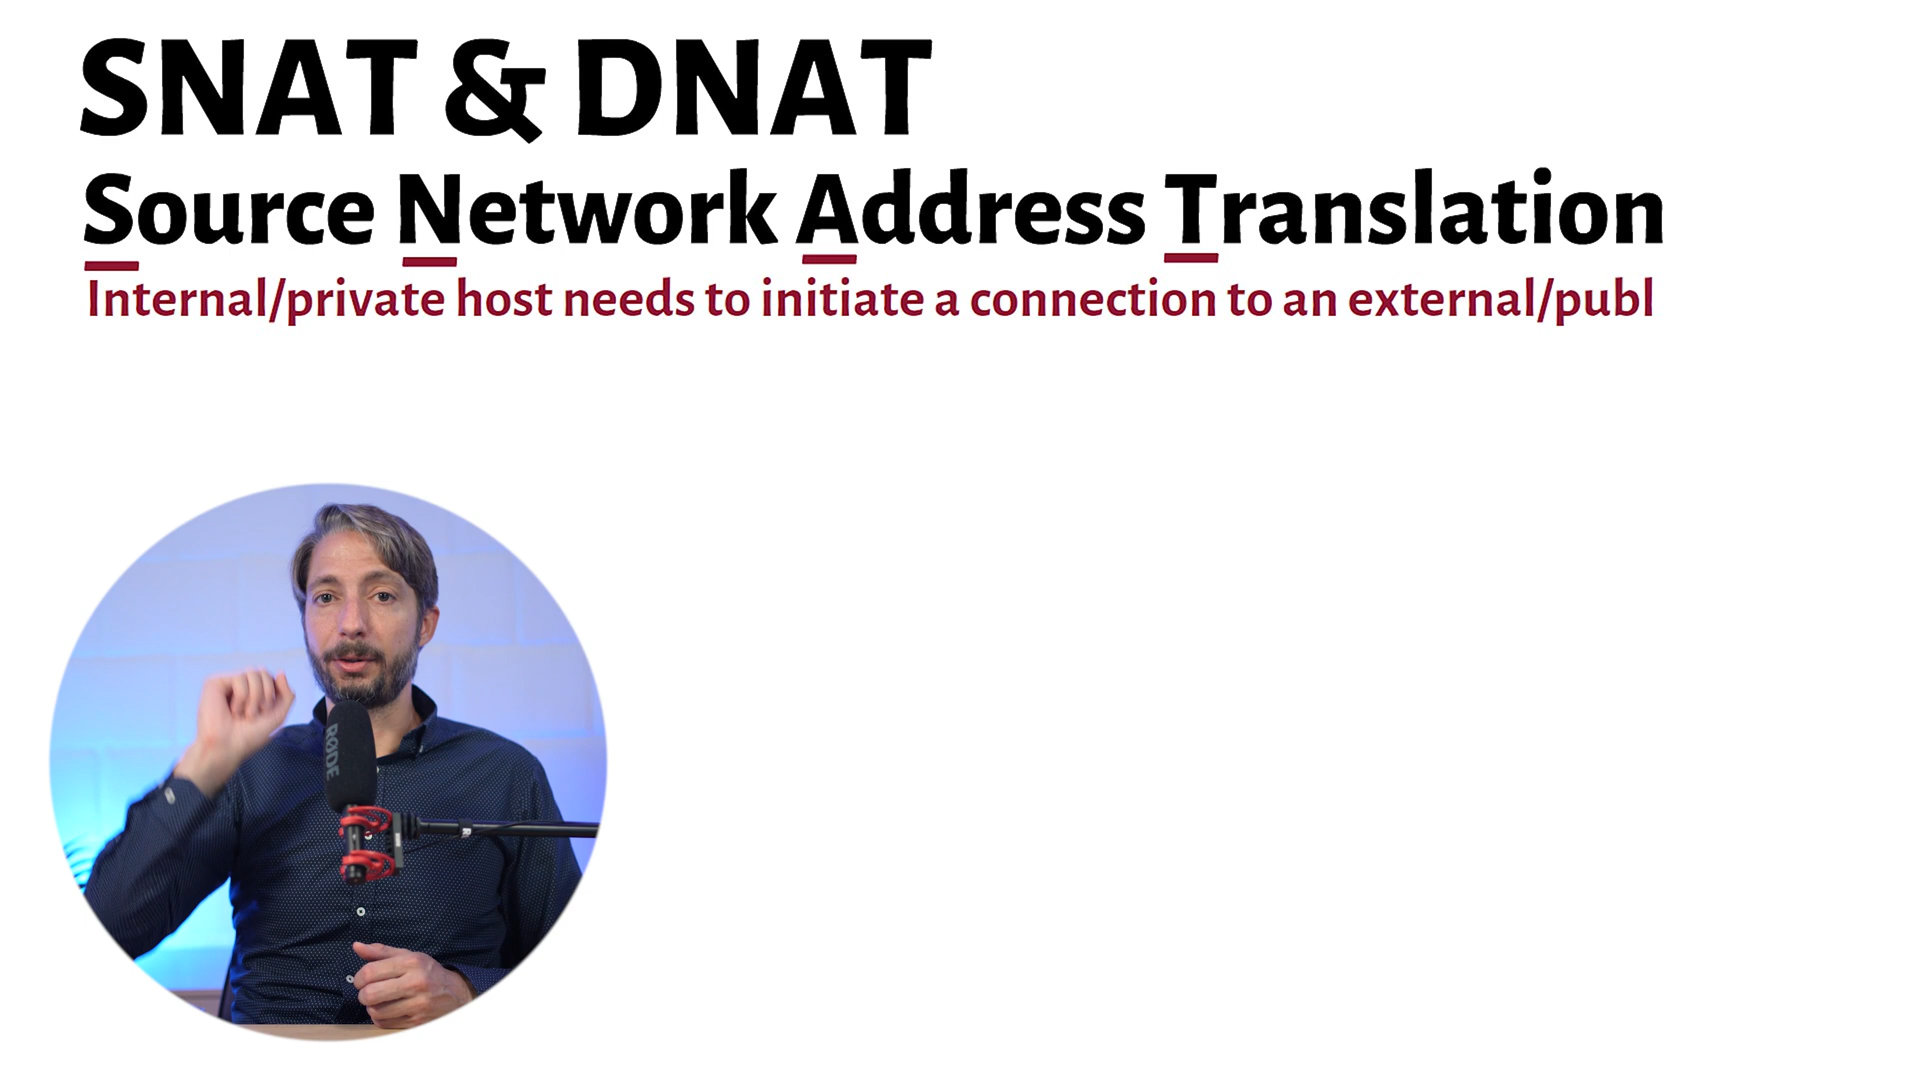 SNAT & DNAT
Source Network Address Translation
Internal/private host needs to initiate a connection to an external/publ
RØDE